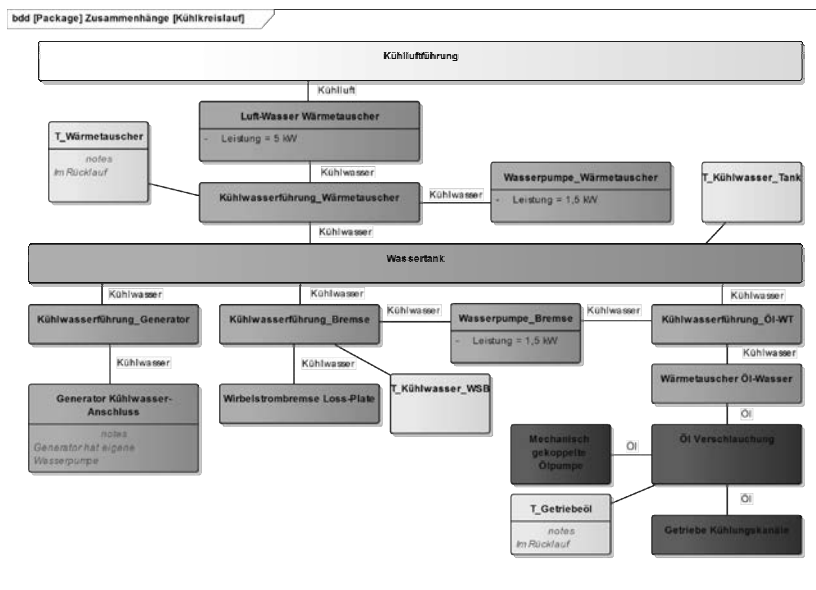 bdd [Package] Zusammenhänge [Kühlkreislauf]
Kühlluftführung
Kühlluft
Luft-Wasser Wärmetauscher
- Leistung = 5 kW
T_Wärmetauscher
notes
Im Rücklauf
Kühlwasser
Kühlwasserführung_Wärmetauscher
Kühlwasser
Wasserpumpe_Wärmetauscher
- Leistung = 1,5 kW
T_Kühlwasser_Tank
Kühlwasser
Wassertank
Kühlwasser
Kühlwasser
Kühlwasser
Kühlwasserführung_Generator
Kühlwasserführung_Bremse
Kühlwasser
Wasserpumpe_Bremse
- Leistung = 1,5 kW
Kühlwasser
Kühlwasserführung_Öl-WT
Kühlwasser
Kühlwasser
Kühlwasser
Generator Kühlwasser-
Anschluss
notes
Generator hat eigene
Wasserpumpe
Wirbelstrombremse Loss-Plate
T_Kühlwasser_WSB
Wärmetauscher Öl-Wasser
Öl
Mechanisch
gekoppelte
Ölpumpe
Öl
Öl Verschlauchung
T_Getriebeöl
notes
Im Rücklauf
Öl
Getriebe Kühlungskanäle